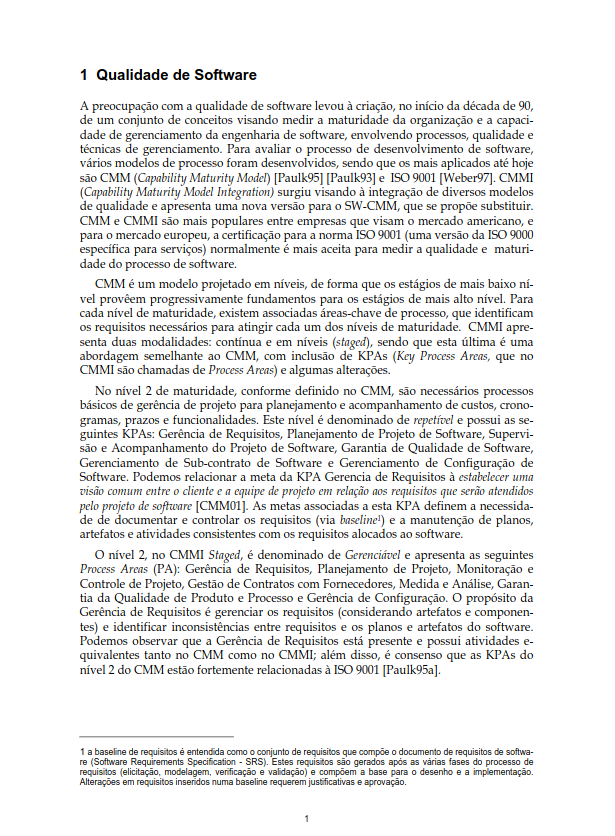 1 Qualidade de Software
A preocupação com a qualidade de software levou à criação, no início da década de 90,
de um conjunto de conceitos visando medir a maturidade da organização e a capaci-
dade de gerenciamento da engenharia de software, envolvendo processos, qualidade e
técnicas de gerenciamento. Para avaliar o processo de desenvolvimento de software,
vários modelos de processo foram desenvolvidos, sendo que os mais aplicados até hoje
são CMM (Capability Maturity Model) [Paulk95] [Paulk93] e ISO 9001 [Weber97]. CMMI
(Capability Maturity Model Integration) surgiu visando à integração de diversos modelos
de qualidade e apresenta uma nova versão para o SW-CMM, que se propõe substituir.
CMM e CMMI são mais populares entre empresas que visam o mercado americano, e
para o mercado europeu, a certificação para a norma ISO 9001 (uma versão da ISO 9000
específica para serviços) normalmente é mais aceita para medir a qualidade e maturi-
dade do processo de software.
CMM é um modelo projetado em níveis, de forma que os estágios de mais baixo ní-
vel provêem progressivamente fundamentos para os estágios de mais alto nível. Para
cada nível de maturidade, existem associadas áreas-chave de processo, que identificam
os requisitos necessários para atingir cada um dos níveis de maturidade. CMMI apre-
senta duas modalidades: contínua e em níveis (staged), sendo que esta última é uma
abordagem semelhante ao CMM, com inclusão de KPAs (Key Process Areas, que no
CMMI são chamadas de Process Areas) e algumas alterações.
No nível 2 de maturidade, conforme definido no CMM, são necessários processos
básicos de gerência de projeto para planejamento e acompanhamento de custos, crono-
gramas, prazos e funcionalidades. Este nível é denominado de repetível e possui as se-
guintes KPAs: Gerência de Requisitos, Planejamento de Projeto de Software, Supervi-
são e Acompanhamento do Projeto de Software, Garantia de Qualidade de Software,
Gerenciamento de Sub-contrato de Software e Gerenciamento de Configuração de
Software. Podemos relacionar a meta da KPA Gerencia de Requisitos à estabelecer uma
visão comum entre o cliente e a equipe de projeto em relação aos requisitos que serão atendidos
pelo projeto de software [CMM01]. As metas associadas a esta KPA definem a necessida-
de de documentar e controlar os requisitos (via baseline1) e a manutenção de planos,
artefatos e atividades consistentes com os requisitos alocados ao software.
O nível 2, no CMMI Staged, é denominado de Gerenciável e apresenta as seguintes
Process Areas (PA): Gerência de Requisitos, Planejamento de Projeto, Monitoração e
Controle de Projeto, Gestão de Contratos com Fornecedores, Medida e Análise, Garan-
tia da Qualidade de Produto e Processo e Gerência de Configuração. O propósito da
Gerência de Requisitos é gerenciar os requisitos (considerando artefatos e componen-
tes) e identificar inconsistências entre requisitos e os planos e artefatos do software.
Podemos observar que a Gerência de Requisitos está presente e possui atividades e-
quivalentes tanto no CMM como no CMMI; além disso, é consenso que as KPAs do
nível 2 do CMM estão fortemente relacionadas à ISO 9001 [Paulk95a].
1 a baseline de requisitos é entendida como o conjunto de requisitos que compõe o documento de requisitos de softwa-
re (Software Requirements Specification - SRS). Estes requisitos são gerados após as várias fases do processo de
requisitos (elicitação, modelagem, verificação e validação) e compõem a base para o desenho e a implementação.
Alterações em requisitos inseridos numa baseline requerem justificativas e aprovação.
1